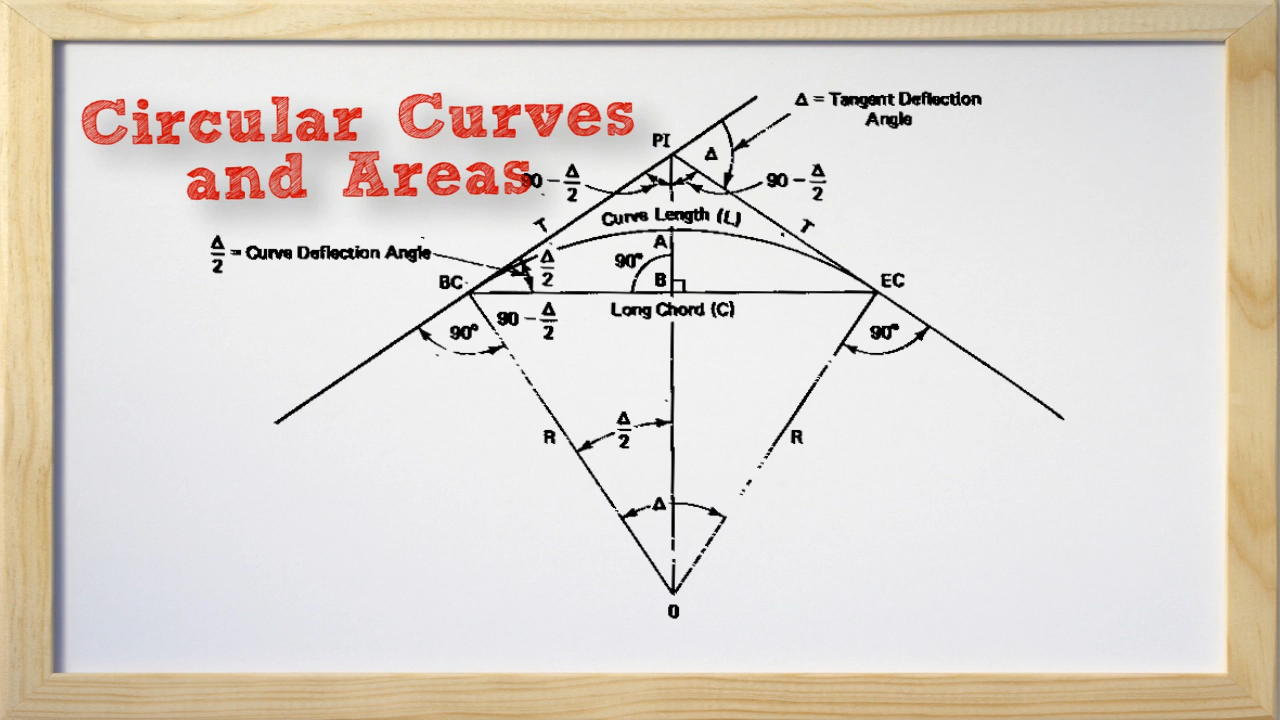 Circular Curves
and Areas
Δ = Tangent Deflection
Angle
PI
Δ
90 - Δ/2
90 - Δ/2
T
Curve Length (L)
T
Δ/2 = Curve Deflection Angle
A
Δ/2
90°
BC
B
EC
90 - Δ/2
Long Chord (C)
90°
90°
R
Δ/2
R
Δ
0